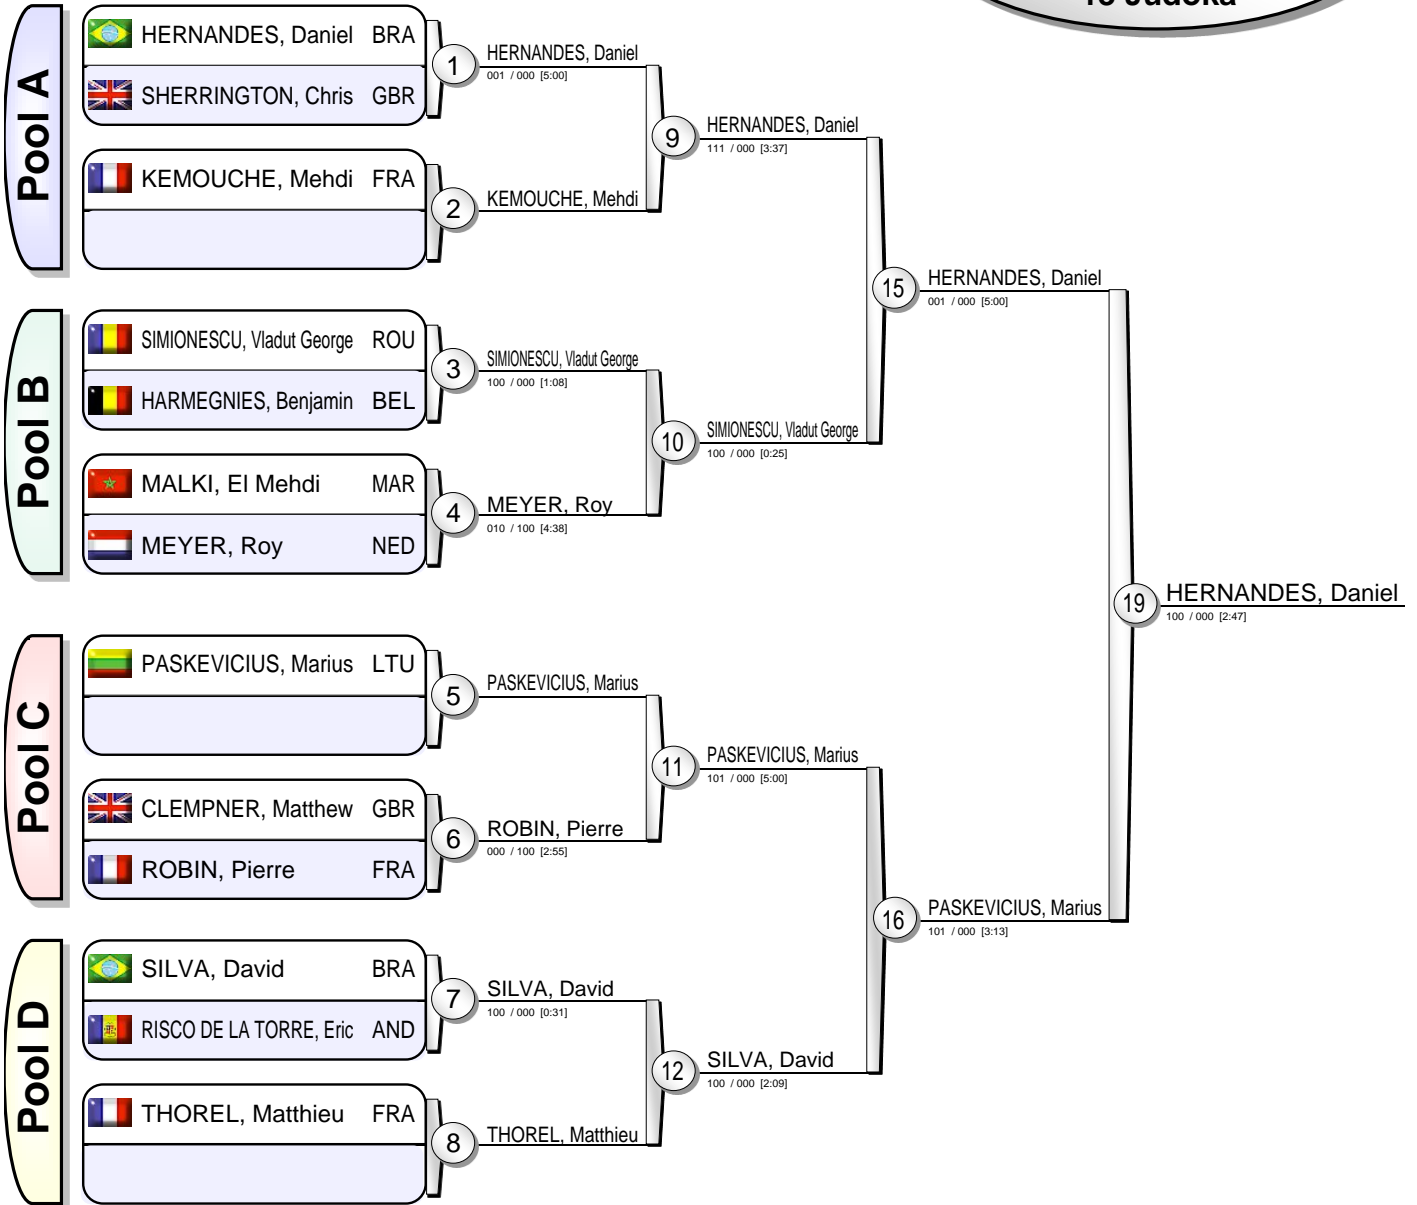 13 Judoka
Pool A
HERNANDES, Daniel BRA
SHERRINGTON, Chris GBR
1
HERNANDES, Daniel
001 / 000 [5:00]
KEMOUCHE, Mehdi FRA
2
KEMOUCHE, Mehdi
9
HERNANDES, Daniel
111 / 000 [3:37]
Pool B
SIMIONESCU, Vladut George ROU
HARMEGNIES, Benjamin BEL
3
SIMIONESCU, Vladut George
100 / 000 [1:08]
MALKI, El Mehdi MAR
MEYER, Roy NED
4
MEYER, Roy
010 / 100 [4:38]
10
SIMIONESCU, Vladut George
100 / 000 [0:25]
15
HERNANDES, Daniel
001 / 000 [5:00]
Pool C
PASKEVICIUS, Marius LTU
5
PASKEVICIUS, Marius
CLEMPNER, Matthew GBR
ROBIN, Pierre FRA
6
ROBIN, Pierre
000 / 100 [2:55]
11
PASKEVICIUS, Marius
101 / 000 [5:00]
Pool D
SILVA, David BRA
RISCO DE LA TORRE, Eric AND
7
SILVA, David
100 / 000 [0:31]
THOREL, Matthieu FRA
8
THOREL, Matthieu
12
SILVA, David
100 / 000 [2:09]
16
PASKEVICIUS, Marius
101 / 000 [3:13]
19
HERNANDES, Daniel
100 / 000 [2:47]